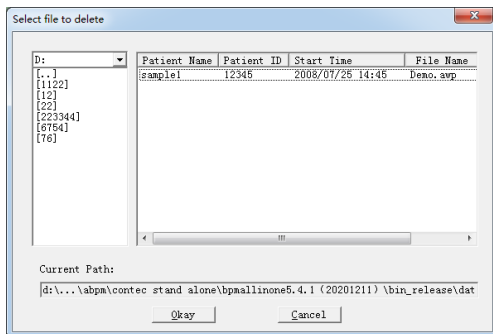 Select file to delete
D:
[..]
[1122]
[12]
[22]
[223344]
[6754]
[76]
Patient Name Patient ID Start Time File Name
sample1 12345 2008/07/25 14:45 Demo.awp
Current Path:
d:\...\abpm\contec stand alone\bpmallinone5.4.1 (20201211) \bin_release\dat
Okay Cancel